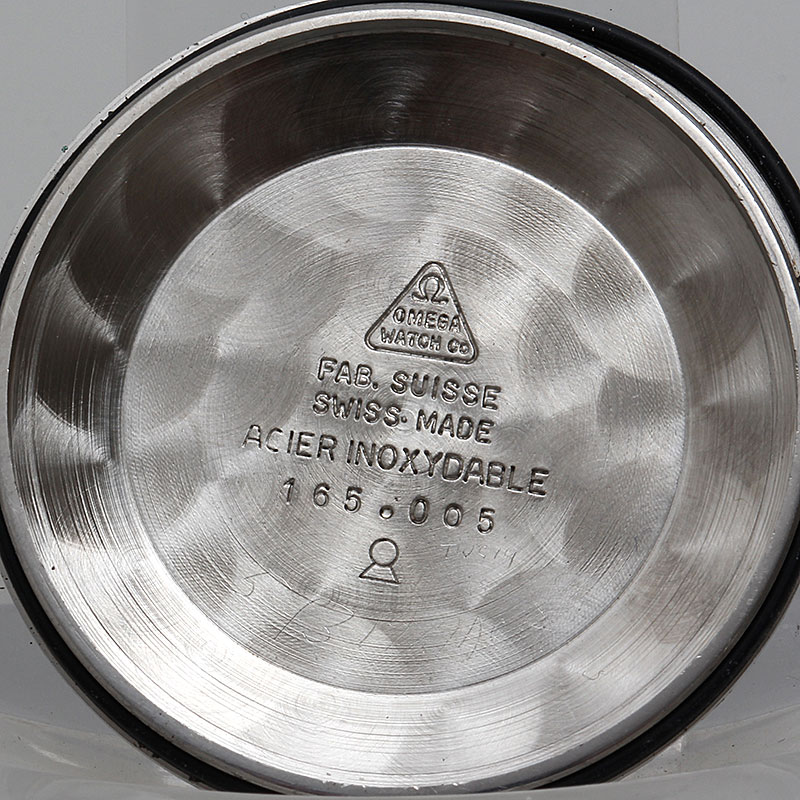 Ω
OMEGA
WATCH Co
FAB. SUISSE
SWISS· MADE
ACIER INOXYDABLE
165.005